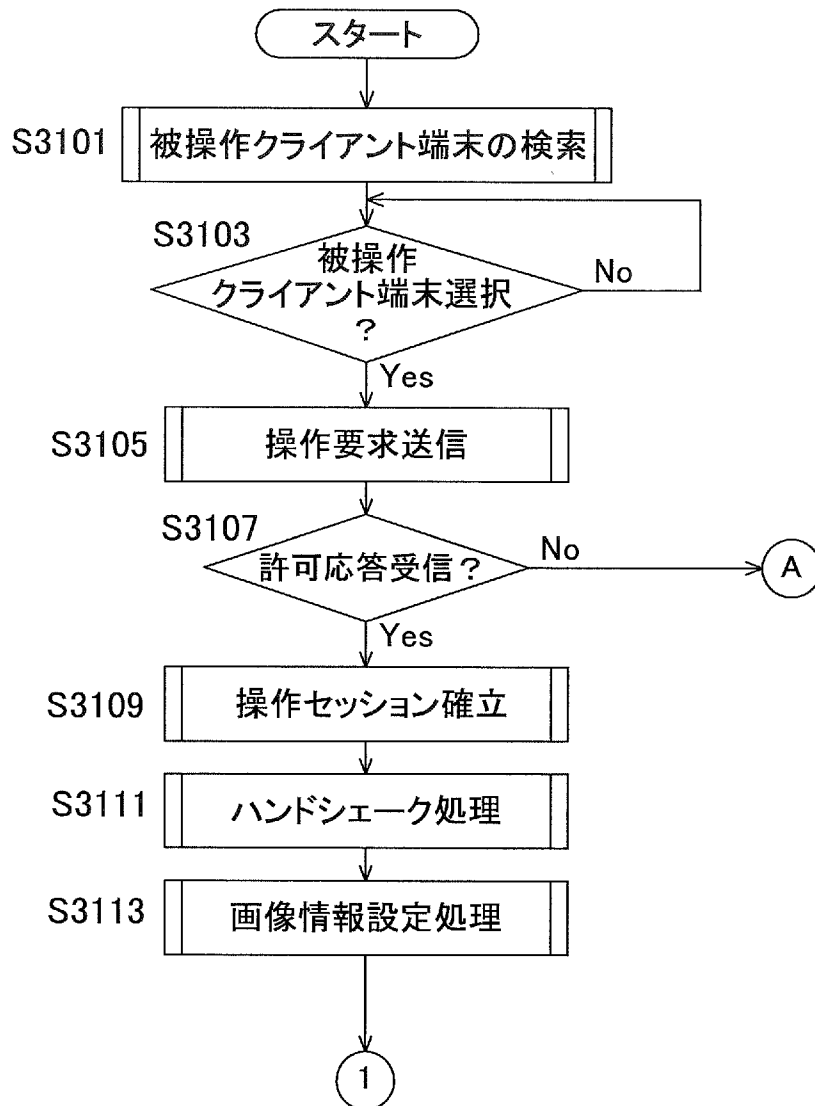 スタート
S3101
被操作クライアント端末の検索
S3103
被操作
クライアント端末選択
?
No
Yes
S3105
操作要求送信
S3107
許可応答受信?
No
A
Yes
S3109
操作セッション確立
S3111
ハンドシェーク処理
S3113
画像情報設定処理
1